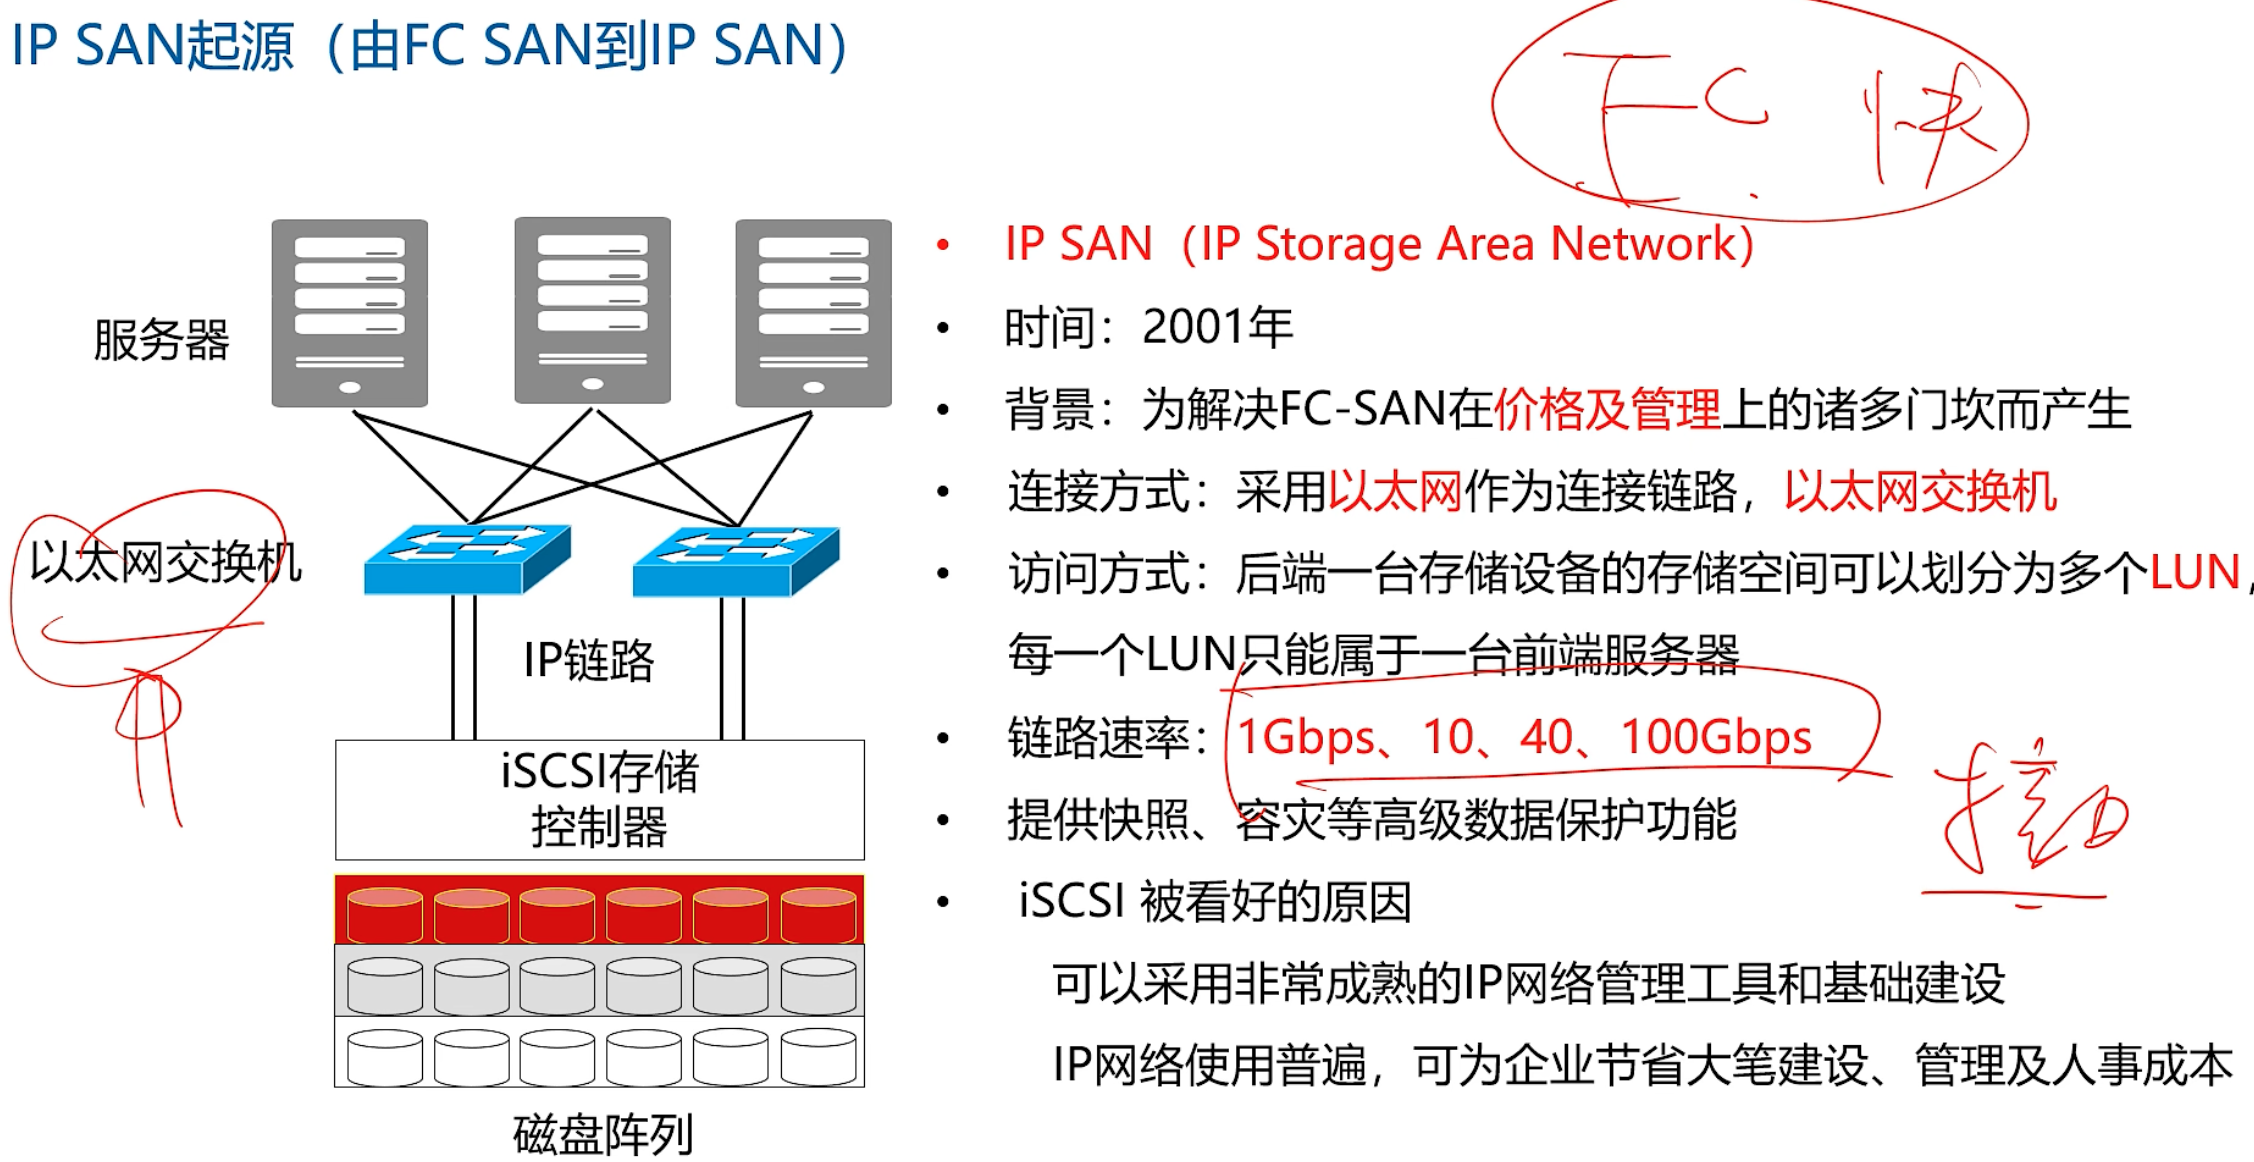 IP SAN起源（由FC SAN到IP SAN）
FC 快
服务器
以太网交换机
IP链路
iSCSI存储
控制器
磁盘阵列
• IP SAN（IP Storage Area Network）
• 时间：2001年
• 背景：为解决FC-SAN在价格及管理上的诸多门坎而产生
• 连接方式：采用以太网作为连接链路，以太网交换机
• 访问方式：后端一台存储设备的存储空间可以划分为多个LUN，
每一个LUN只能属于一台前端服务器
• 链路速率：1Gbps、10、40、100Gbps
• 提供快照、容灾等高级数据保护功能
• iSCSI 被看好的原因
可以采用非常成熟的IP网络管理工具和基础建设
IP网络使用普遍，可为企业节省大笔建设、管理及人事成本